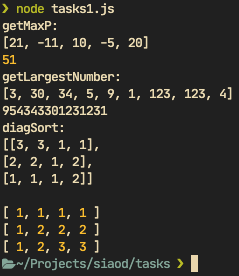 ❯ node tasks1.js
getMaxP:
[21, -11, 10, -5, 20]
51
getLargestNumber:
[3, 30, 34, 5, 9, 1, 123, 123, 4]
954343301231231
diagSort:
[[3, 3, 1, 1],
[2, 2, 1, 2],
[1, 1, 1, 2]]

[ 1, 1, 1, 1 ]
[ 1, 2, 2, 2 ]
[ 1, 2, 3, 3 ]
~/Projects/siaod/tasks ❯